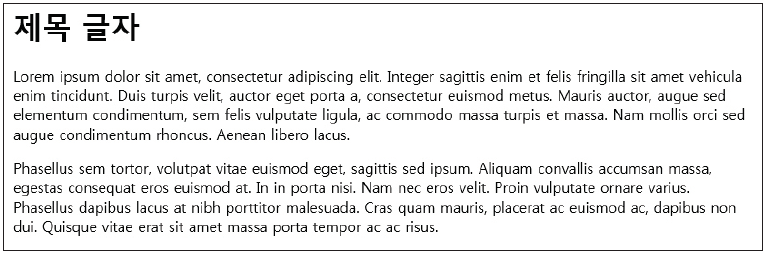 제목 글자
Lorem ipsum dolor sit amet, consectetur adipiscing elit. Integer sagittis enim et felis fringilla sit amet vehicula
enim tincidunt. Duis turpis velit, auctor eget porta a, consectetur euismod metus. Mauris auctor, augue sed
elementum condimentum, sem felis vulputate ligula, ac commodo massa turpis et massa. Nam mollis orci sed
augue condimentum rhoncus. Aenean libero lacus.
Phasellus sem tortor, volutpat vitae euismod eget, sagittis sed ipsum. Aliquam convallis accumsan massa,
egestas consequat eros euismod at. In in porta nisi. Nam nec eros velit. Proin vulputate ornare varius.
Phasellus dapibus lacus at nibh porttitor malesuada. Cras quam mauris, placerat ac euismod ac, dapibus non
dui. Quisque vitae erat sit amet massa porta tempor ac ac risus.